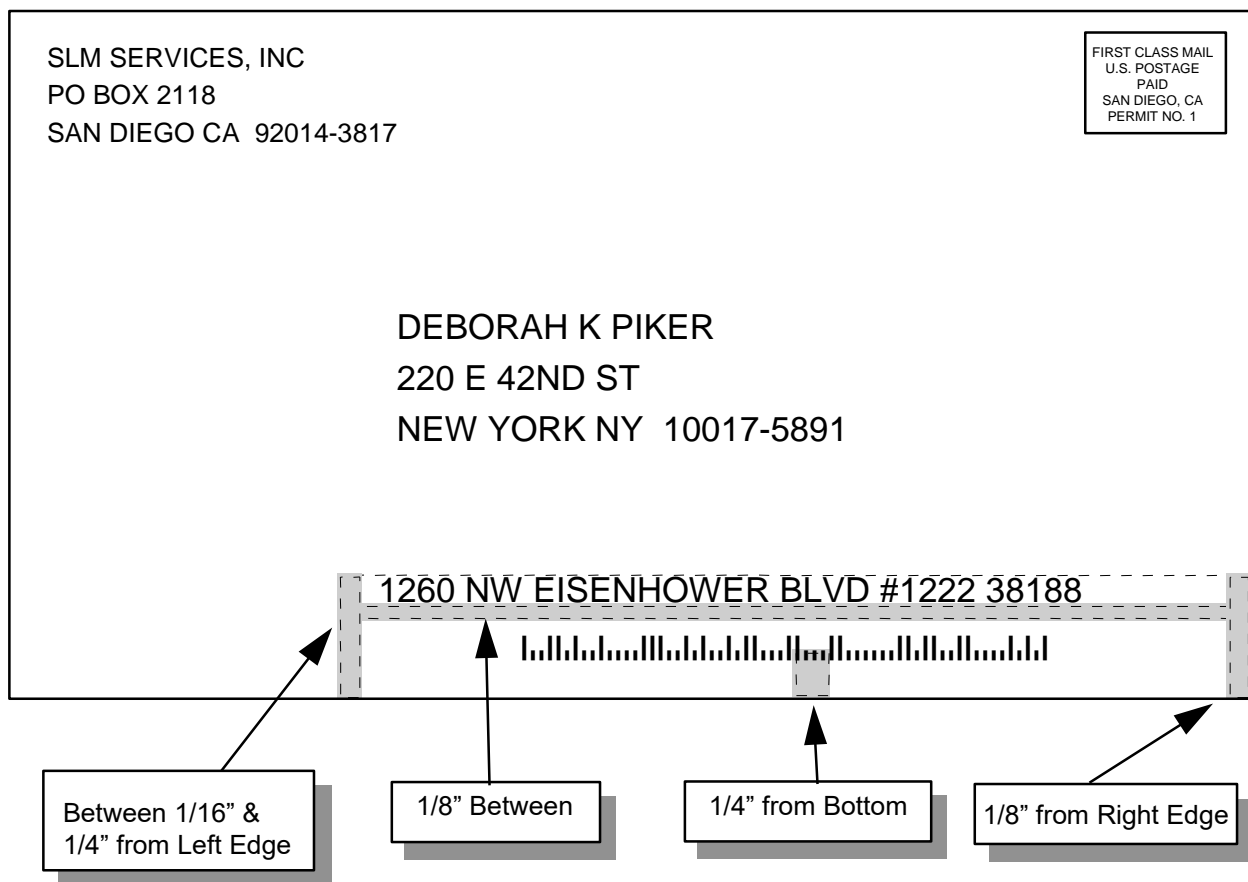 SLM SERVICES, INC
PO BOX 2118
SAN DIEGO CA  92014-3817
FIRST CLASS MAIL
U.S. POSTAGE
PAID
SAN DIEGO, CA
PERMIT NO. 1
DEBORAH K PIKER
220 E 42ND ST
NEW YORK NY  10017-5891
1260 NW EISENHOWER BLVD #1222 38188
Between 1/16” &
1/4” from Left Edge
1/8” Between
1/4” from Bottom
1/8” from Right Edge